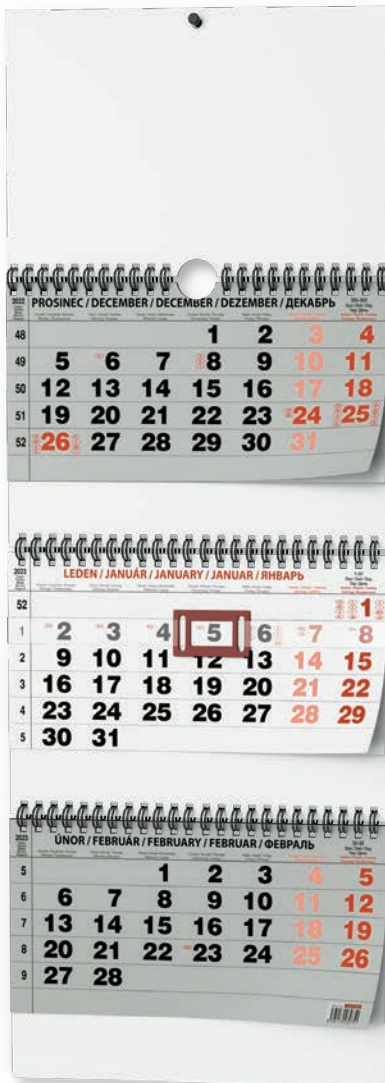 2022 PROSINEC / DECEMBER / DECEMBER / DEZEMBER / ДЕКАБРЬ
48 1 2 3 4
49 5 6 7 8 9 10 11
50 12 13 14 15 16 17 18
51 19 20 21 22 23 24 25
52 26 27 28 29 30 31
2023 LEDEN / JANUÁR / JANUARY / JANUAR / ЯНВАРЬ
52 1
1 2 3 4 5 6 7 8
2 9 10 11 12 13 14 15
3 16 17 18 19 20 21 22
4 23 24 25 26 27 28 29
5 30 31
2023 ÚNOR / FEBRUÁR / FEBRUARY / FEBRUAR / ФЕВРАЛЬ
5 1 2 3 4 5
6 6 7 8 9 10 11 12
7 13 14 15 16 17 18 19
8 20 21 22 23 24 25 26
9 27 28